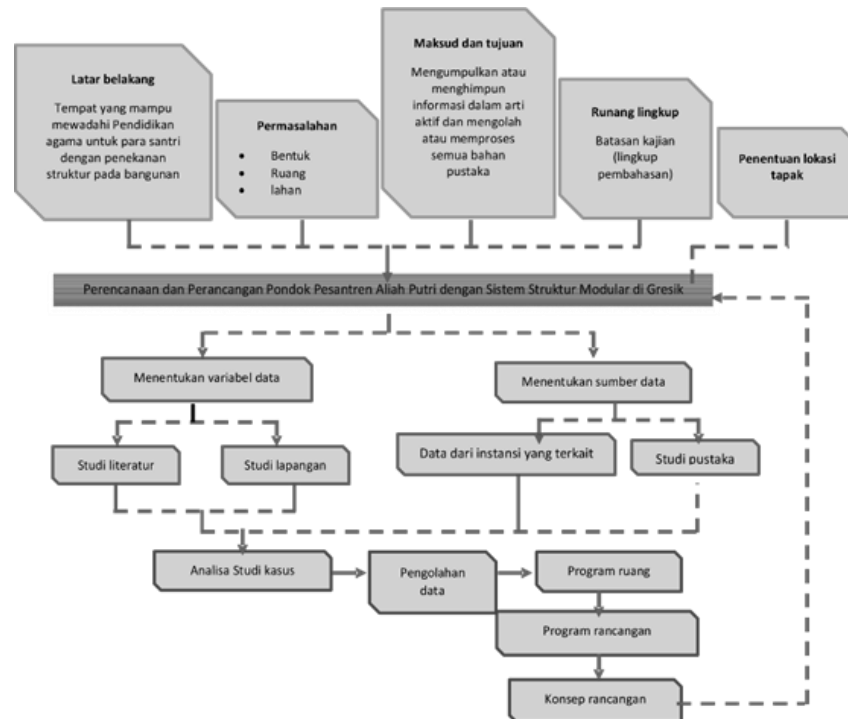 Latar belakang
Tempat yang mampu
mewadahi Pendidikan
agama untuk para santri
dengan penekanan
struktur pada bangunan
Permasalahan
• Bentuk
• Ruang
• lahan
Maksud dan tujuan
Mengumpulkan atau
menghimpun
informasi dalam arti
aktif dan mengolah
atau memproses
semua bahan
pustaka
Runang lingkup
Batasan kajian
(lingkup
pembahasan)
Penentuan lokasi
tapak
Perencanaan dan Perancangan Pondok Pesantren Aliah Putri dengan Sistem Struktur Modular di Gresik
Menentukan variabel data
Menentukan sumber data
Studi literatur
Studi lapangan
Data dari instansi yang terkait
Studi pustaka
Analisa Studi kasus
Pengolahan
data
Program ruang
Program rancangan
Konsep rancangan